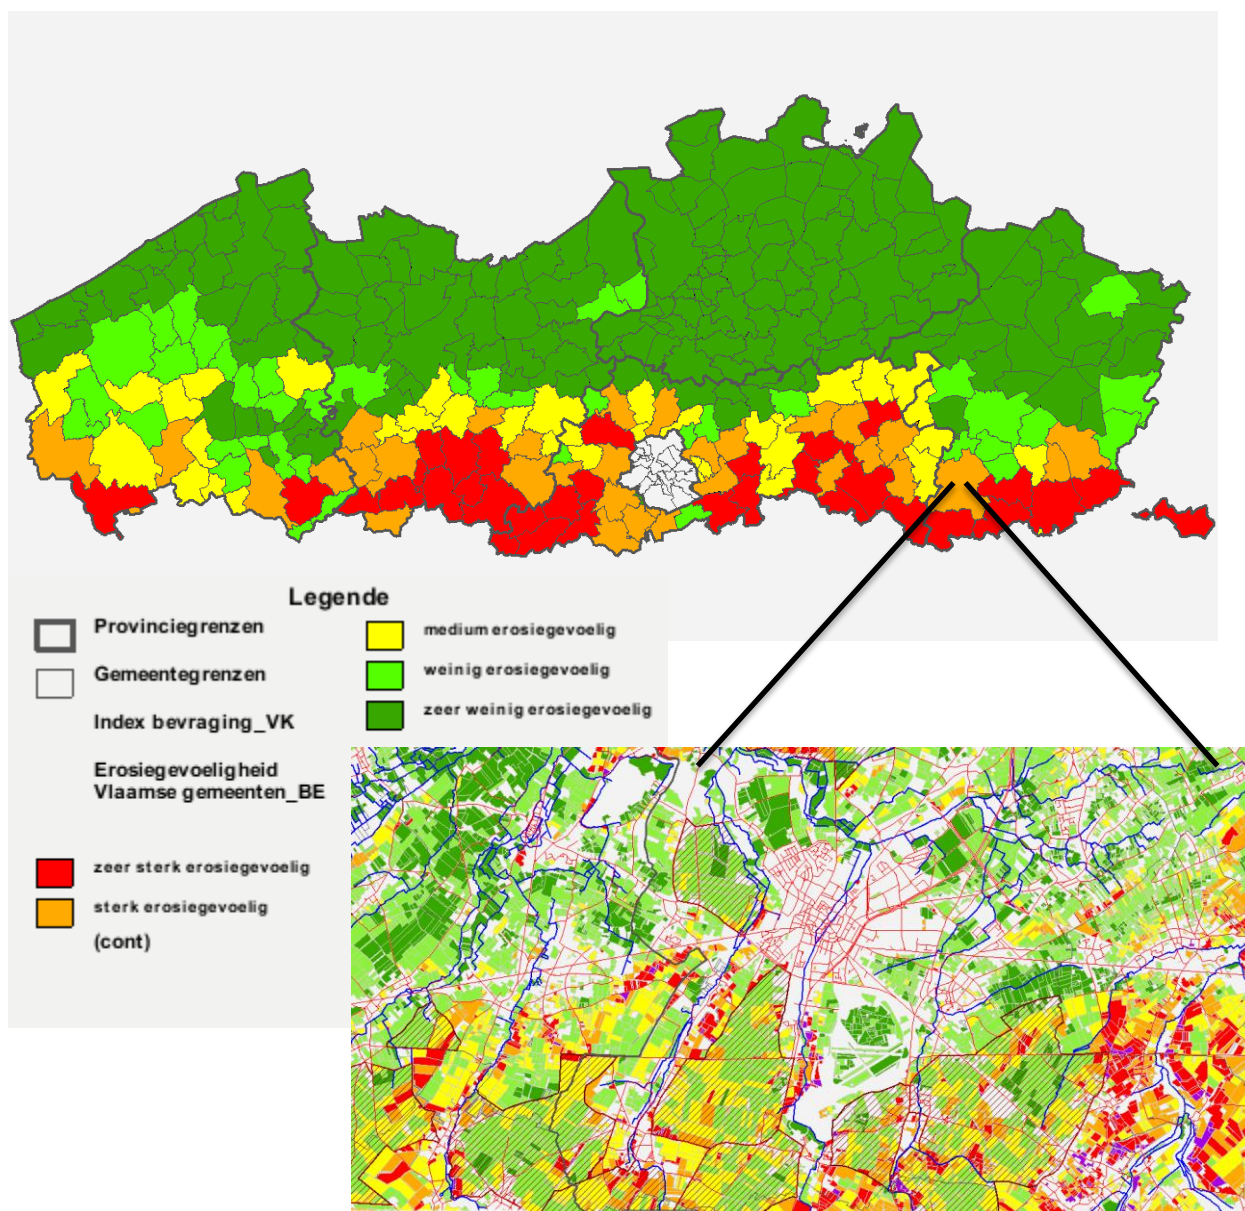 Legende
Provinciegrenzen
Gemeentegrenzen
Index bevraging_VK
Erosiegevoeligheid
Vlaamse gemeenten_BE
zeer sterk erosiegevoelig
sterk erosiegevoelig
(cont)
medium erosiegevoelig
weinig erosiegevoelig
zeer weinig erosiegevoelig